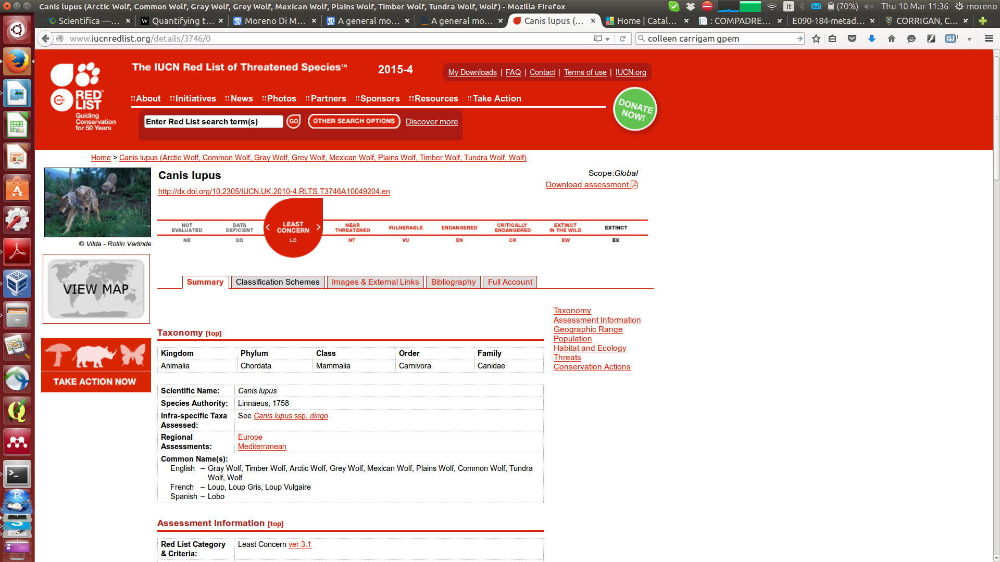 Canis lupus (Arctic Wolf, Common Wolf, Gray Wolf, Grey Wolf, Mexican Wolf, Plains Wolf, Timber Wolf, Tundra Wolf, Wolf) - Mozilla Firefox
It
(70%)
Thu 10 Mar 11:36
moreno
Scientifica —...
Quantifying t...
Moreno Di M...
A general mo...
A general mo...
Canis lupus (...
Home | Catal...
: COMPADRE...
E090-184-metad...
CORRIGAN, C...
www.iucnredlist.org/details/3746/0
colleen carrigam gpem
The IUCN Red List of Threatened Species™
2015-4
My Downloads | FAQ | Contact | Terms of use | IUCN.org
IUCN
RED
LIST
Guiding
Conservation
for 50 Years
::About ::Initiatives ::News ::Photos ::Partners ::Sponsors ::Resources ::Take Action
DONATE
NOW!
Enter Red List search term(s)
GO
OTHER SEARCH OPTIONS
Discover more
Home > Canis lupus (Arctic Wolf, Common Wolf, Gray Wolf, Grey Wolf, Mexican Wolf, Plains Wolf, Timber Wolf, Tundra Wolf, Wolf)
Canis lupus
Scope:Global
Download assessment
http://dx.doi.org/10.2305/IUCN.UK.2010-4.RLTS.T3746A10049204.en
NOT
EVALUATED
NE
DATA
DEFICIENT
DD
< LEAST
CONCERN >
LC
NEAR
THREATENED
NT
VULNERABLE
VU
ENDANGERED
EN
CRITICALLY
ENDANGERED
CR
EXTINCT
IN THE WILD
EW
EXTINCT
EX
© Vilda - Rollin Verlinde
VIEW MAP
TAKE ACTION NOW
Summary
Classification Schemes
Images & External Links
Bibliography
Full Account
Taxonomy
Assessment Information
Geographic Range
Population
Habitat and Ecology
Threats
Conservation Actions
Taxonomy [top]
Kingdom Phylum Class Order Family
Animalia Chordata Mammalia Carnivora Canidae
Scientific Name: Canis lupus
Species Authority: Linnaeus, 1758
Infra-specific Taxa
Assessed:
See Canis lupus ssp. dingo
Regional
Assessments:
Europe
Mediterranean
Common Name(s):
English – Gray Wolf, Timber Wolf, Arctic Wolf, Grey Wolf, Mexican Wolf, Plains Wolf, Common Wolf, Tundra
Wolf, Wolf
French – Loup, Loup Gris, Loup Vulgaire
Spanish – Lobo
Assessment Information [top]
Red List Category
& Criteria:
Least Concern ver 3.1